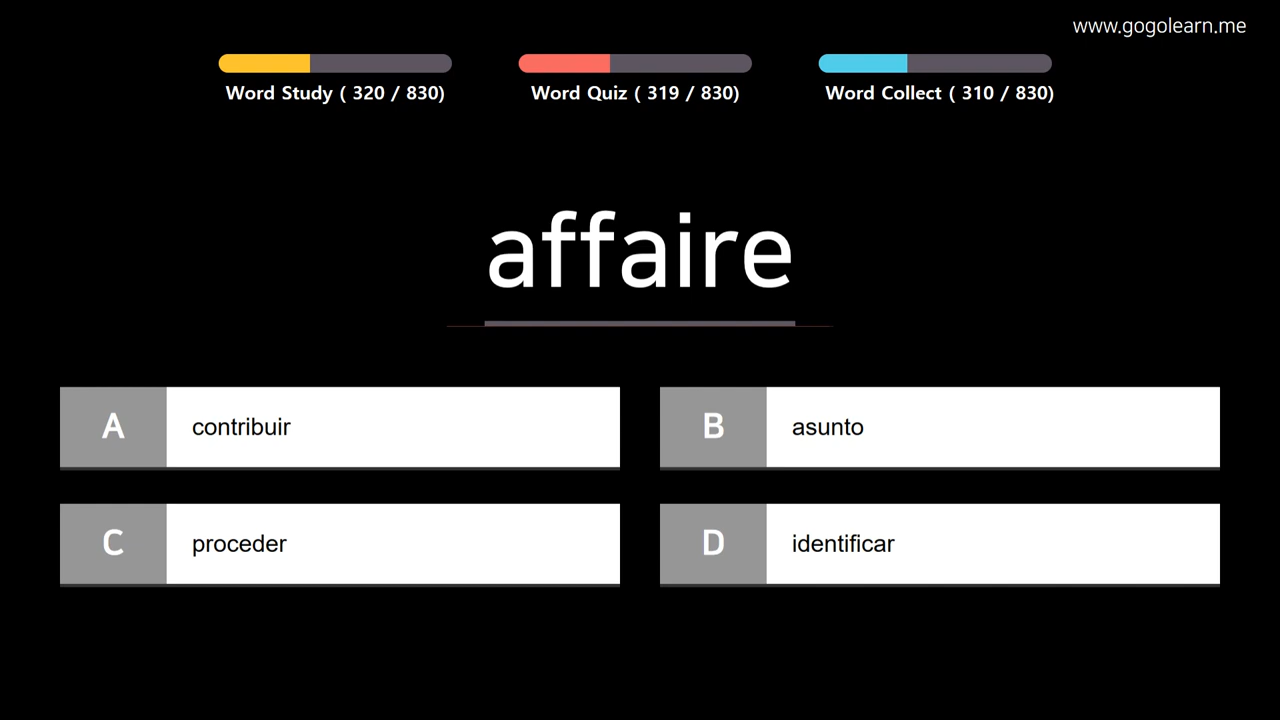 www.gogolearn.me
Word Study ( 320 / 830)
Word Quiz ( 319 / 830)
Word Collect ( 310 / 830)
affaire
A contribuir
B asunto
C proceder
D identificar